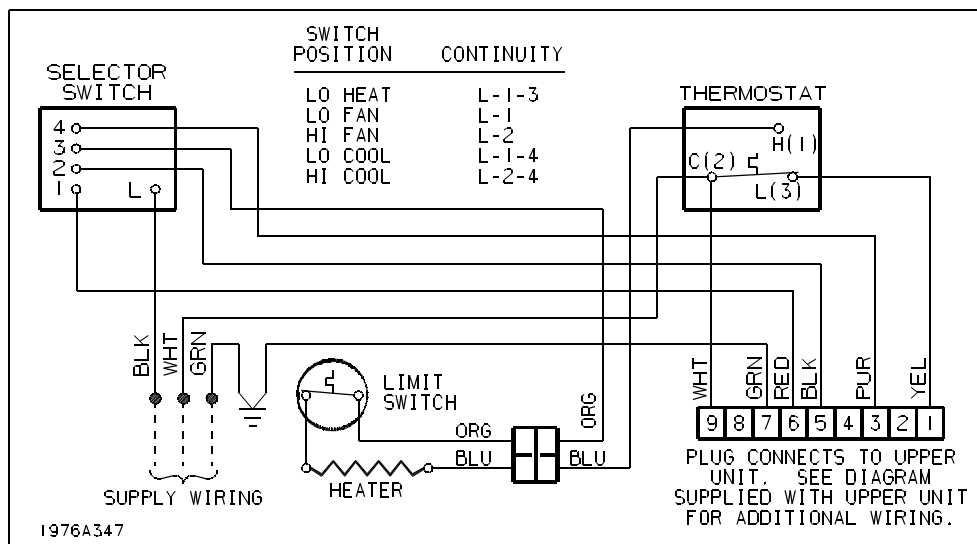 SWITCH
POSITION CONTINUITY
LO HEAT L-1-3
LO FAN L-1
HI FAN L-2
LO COOL L-1-4
HI COOL L-2-4
SELECTOR
SWITCH
4
3
2
1 L
THERMOSTAT
H(1)
C(2)
L(3)
BLK
WHT
GRN
SUPPLY WIRING
LIMIT
SWITCH
ORG
BLU
HEATER
ORG
BLU
WHT
GRN
RED
BLK
PUR
YEL
9 8 7 6 5 4 3 2 1
PLUG CONNECTS TO UPPER
UNIT. SEE DIAGRAM
SUPPLIED WITH UPPER UNIT
FOR ADDITIONAL WIRING.
1976A347